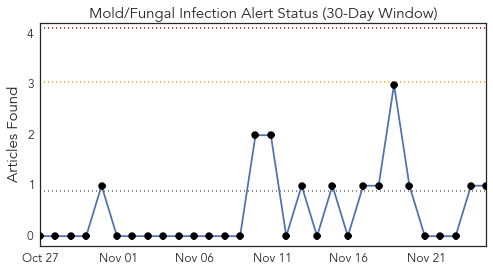 Mold/Fungal Infection Alert Status (30-Day Window)
Articles Found
4
3
2
1
0
Oct 27 Nov 01 Nov 06 Nov 11 Nov 16 Nov 21